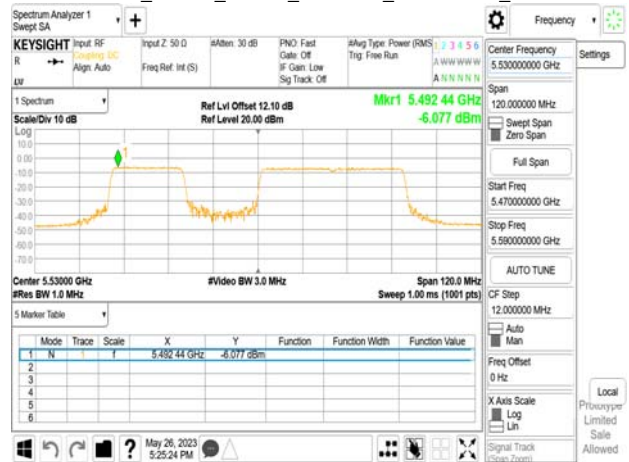 Spectrum Analyzer 1
Swept SA
Frequency
KEYSIGHT
R
Input: RF
Coupling: DC
Align: Auto
Input Z: 50 Ω
Freq Ref: Int (S)
#Atten: 30 dB
PNO: Fast
Gate: Off
IF Gain: Low
Sig Track: Off
#Avg Type: Power (RMS
Trig: Free Run
1 2 3 4 5 6
A W W W W W
A N N N N N
Center Frequency
5.530000000 GHz
Settings
Span
120.000000 MHz
Swept Span
Zero Span
Full Span
Start Freq
5.470000000 GHz
Stop Freq
5.590000000 GHz
AUTO TUNE
CF Step
12.000000 MHz
Auto
Man
Freq Offset
0 Hz
X Axis Scale
Log
Lin
Signal Track
(Span Zoom)
Local
Prototype
Limited
Sale
Allowed
1 Spectrum
Scale/Div 10 dB
Ref Lvl Offset 12.10 dB
Ref Level 20.00 dBm
Mkr1 5.492 44 GHz
-6.077 dBm
Log
10.0
0.00
-10.0
-20.0
-30.0
-40.0
-50.0
-60.0
-70.0
1
Center 5.53000 GHz
#Res BW 1.0 MHz
#Video BW 3.0 MHz
Span 120.0 MHz
Sweep 1.00 ms (1001 pts)
5 Marker Table
Mode Trace Scale X Y Function Function Width Function Value
1 N 1 f 5.492 44 GHz -6.077 dBm
2
3
4
5
6
?
May 26, 2023
5:25:24 PM